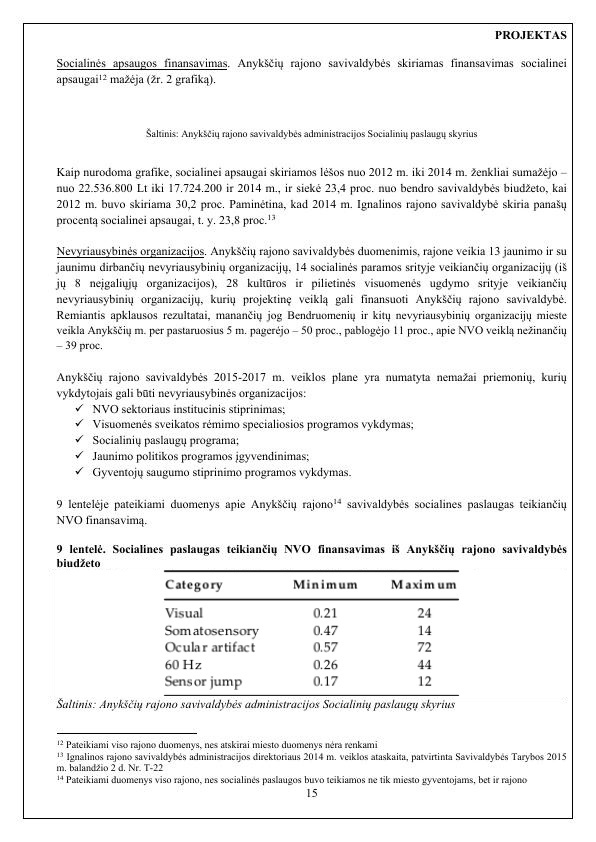 PROJEKTAS
Socialinės apsaugos finansavimas. Anykščių rajono savivaldybės skiriamas finansavimas socialinei
apsaugai12 mažėja (žr. 2 grafiką).
Šaltinis: Anykščių rajono savivaldybės administracijos Socialinių paslaugų skyrius
Kaip nurodoma grafike, socialinei apsaugai skiriamos lėšos nuo 2012 m. iki 2014 m. ženkliai sumažėjo –
nuo 22.536.800 Lt iki 17.724.200 ir 2014 m., ir siekė 23,4 proc. nuo bendro savivaldybės biudžeto, kai
2012 m. buvo skiriama 30,2 proc. Paminėtina, kad 2014 m. Ignalinos rajono savivaldybė skiria panašų
procentą socialinei apsaugai, t. y. 23,8 proc.13
Nevyriausybinės organizacijos. Anykščių rajono savivaldybės duomenimis, rajone veikia 13 jaunimo ir su
jaunimu dirbančių nevyriausybinių organizacijų, 14 socialinės paramos srityje veikiančių organizacijų (iš
jų 8 neįgaliųjų organizacijos), 28 kultūros ir pilietinės visuomenės ugdymo srityje veikiančių
nevyriausybinių organizacijų, kurių projektinę veiklą gali finansuoti Anykščių rajono savivaldybė.
Remiantis apklausos rezultatai, manančių jog Bendruomenių ir kitų nevyriausybinių organizacijų mieste
veikla Anykščių m. per pastaruosius 5 m. pagerėjo – 50 proc., pablogėjo 11 proc., apie NVO veiklą nežinančių
– 39 proc.
Anykščių rajono savivaldybės 2015-2017 m. veiklos plane yra numatyta nemažai priemonių, kurių
vykdytojais gali būti nevyriausybinės organizacijos:
✓ NVO sektoriaus institucinis stiprinimas;
✓ Visuomenės sveikatos rėmimo specialiosios programos vykdymas;
✓ Socialinių paslaugų programa;
✓ Jaunimo politikos programos įgyvendinimas;
✓ Gyventojų saugumo stiprinimo programos vykdymas.
9 lentelėje pateikiami duomenys apie Anykščių rajono14 savivaldybės socialines paslaugas teikiančių
NVO finansavimą.
9 lentelė. Socialines paslaugas teikiančių NVO finansavimas iš Anykščių rajono savivaldybės
biudžeto
Category Minimum Maximum
Visual 0.21 24
Somatosensory 0.47 14
Ocular artifact 0.57 72
60 Hz 0.26 44
Sensor jump 0.17 12
Šaltinis: Anykščių rajono savivaldybės administracijos Socialinių paslaugų skyrius
12 Pateikiami viso rajono duomenys, nes atskirai miesto duomenys nėra renkami
13 Ignalinos rajono savivaldybės administracijos direktoriaus 2014 m. veiklos ataskaita, patvirtinta Savivaldybės Tarybos 2015
m. balandžio 2 d. Nr. T-22
14 Pateikiami duomenys viso rajono, nes socialinės paslaugos buvo teikiamos ne tik miesto gyventojams, bet ir rajono
15